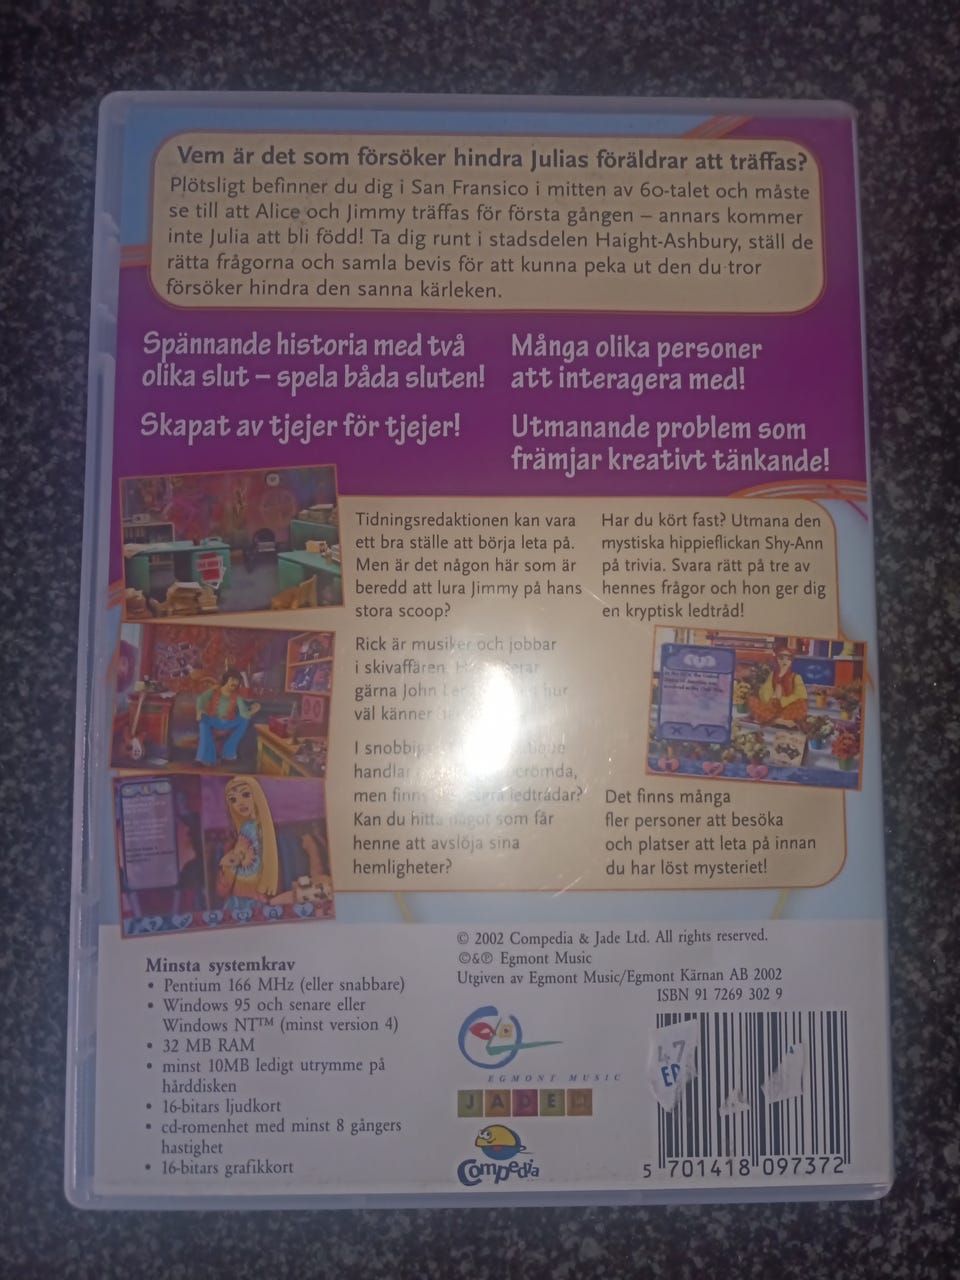 Vem är det som försöker hindra Julias föräldrar att träffas?
Plötsligt befinner du dig i San Fransico i mitten av 60-talet och måste
se till att Alice och Jimmy träffas för första gången – annars kommer
inte Julia att bli född! Ta dig runt i stadsdelen Haight-Ashbury, ställ de
rätta frågorna och samla bevis för att kunna peka ut den du tror
försöker hindra den sanna kärleken.
Spännande historia med två
olika slut – spela båda sluten!
Många olika personer
att interagera med!
Skapat av tjejer för tjejer!
Utmanande problem som
främjar kreativt tänkande!
Tidningsredaktionen kan vara
ett bra ställe att börja leta på.
Men är det någon här som är
beredd att lura Jimmy på hans
stora scoop?
Rick är musiker och jobbar
i skivaffären.
gärna John hur
väl känner
I snobbig
handlar berömda,
men finns ledtrådar?
Kan du hitta något som får
henne att avslöja sina
hemligheter?
Har du kört fast? Utmana den
mystiska hippieflickan Shy-Ann
på trivia. Svara rätt på tre av
hennes frågor och hon ger dig
en kryptisk ledtråd!
Det finns många
fler personer att besöka
och platser att leta på innan
du har löst mysteriet!
Minsta systemkrav
• Pentium 166 MHz (eller snabbare)
• Windows 95 och senare eller
Windows NT™ (minst version 4)
• 32 MB RAM
• minst 10MB ledigt utrymme på
hårddisken
• 16-bitars ljudkort
• cd-romenhet med minst 8 gångers
hastighet
• 16-bitars grafikkort
© 2002 Compedia & Jade Ltd. All rights reserved.
©&℗ Egmont Music
Utgiven av Egmont Music/Egmont Kärnan AB 2002
ISBN 91 7269 302 9
EGMONT MUSIC
JADE
Compedia
47
5 701418 097372